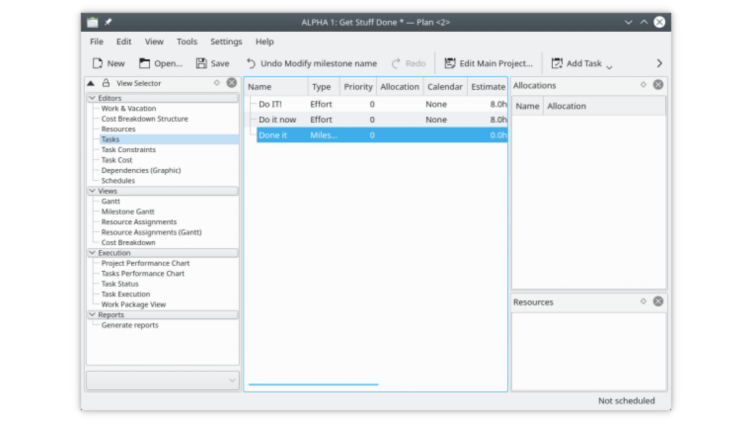 ALPHA 1: Get Stuff Done * — Plan <2>
File Edit View Tools Settings Help
New Open... Save Undo Modify milestone name Redo Edit Main Project... Add Task
View Selector
Editors
Work & Vacation
Cost Breakdown Structure
Resources
Tasks
Task Constraints
Task Cost
Dependencies (Graphic)
Schedules
Views
Gantt
Milestone Gantt
Resource Assignments
Resource Assignments (Gantt)
Cost Breakdown
Execution
Project Performance Chart
Tasks Performance Chart
Task Status
Task Execution
Work Package View
Reports
Generate reports
Name Type Priority Allocation Calendar Estimate
Do IT! Effort 0 None 8.0h
Do it now Effort 0 None 8.0h
Done it Miles... 0 0.0h
Allocations
Name Allocation
Resources
Not scheduled